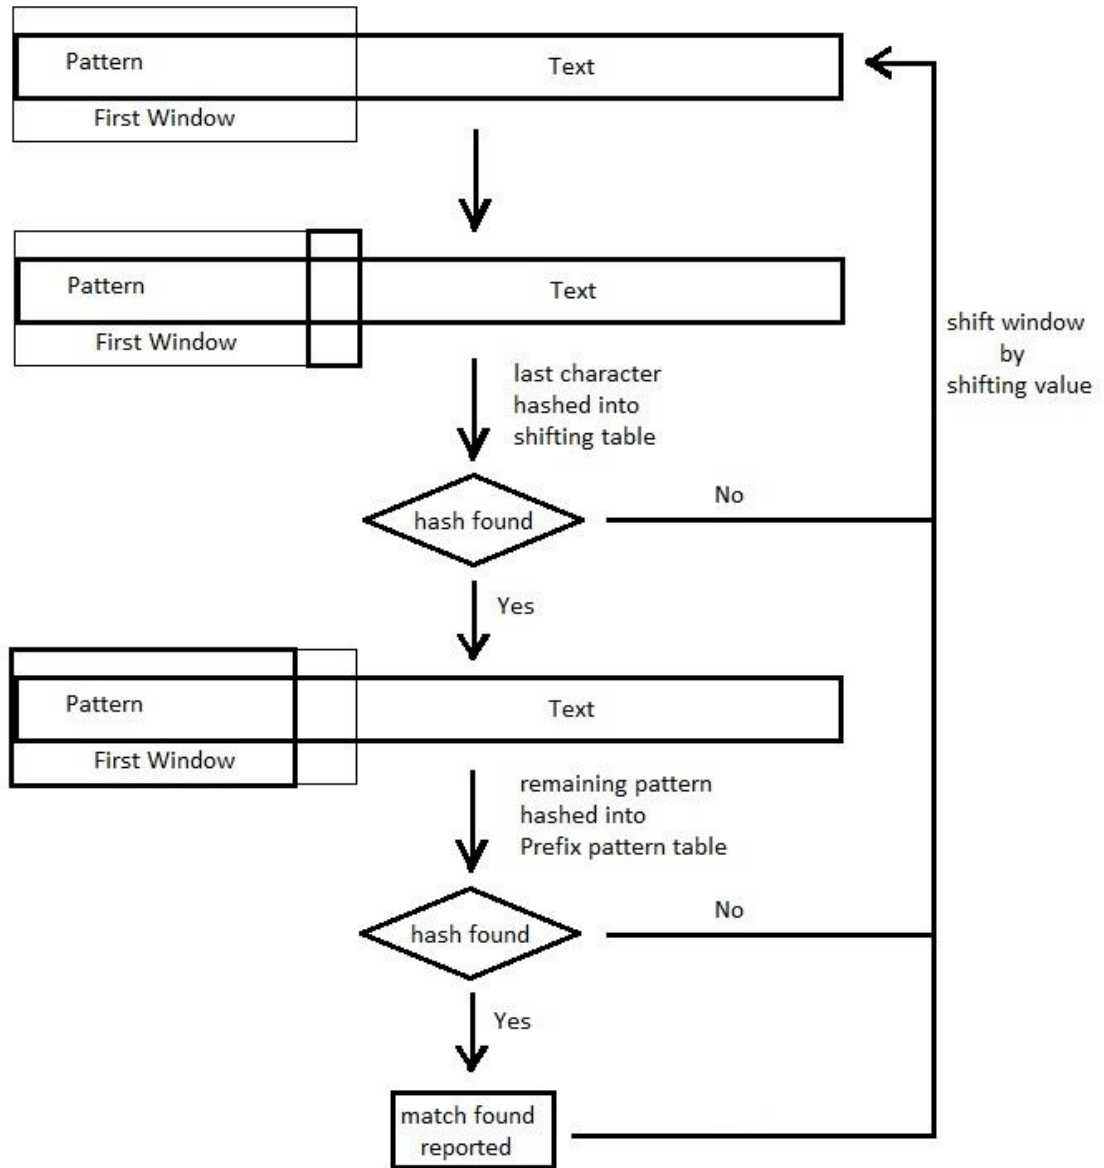 Pattern
Text
First Window
Pattern
Text
First Window
shift window
by
shifting value
last character
hashed into
shifting table
hash found
No
Yes
Pattern
Text
First Window
remaining pattern
hashed into
Prefix pattern table
hash found
No
Yes
match found
reported